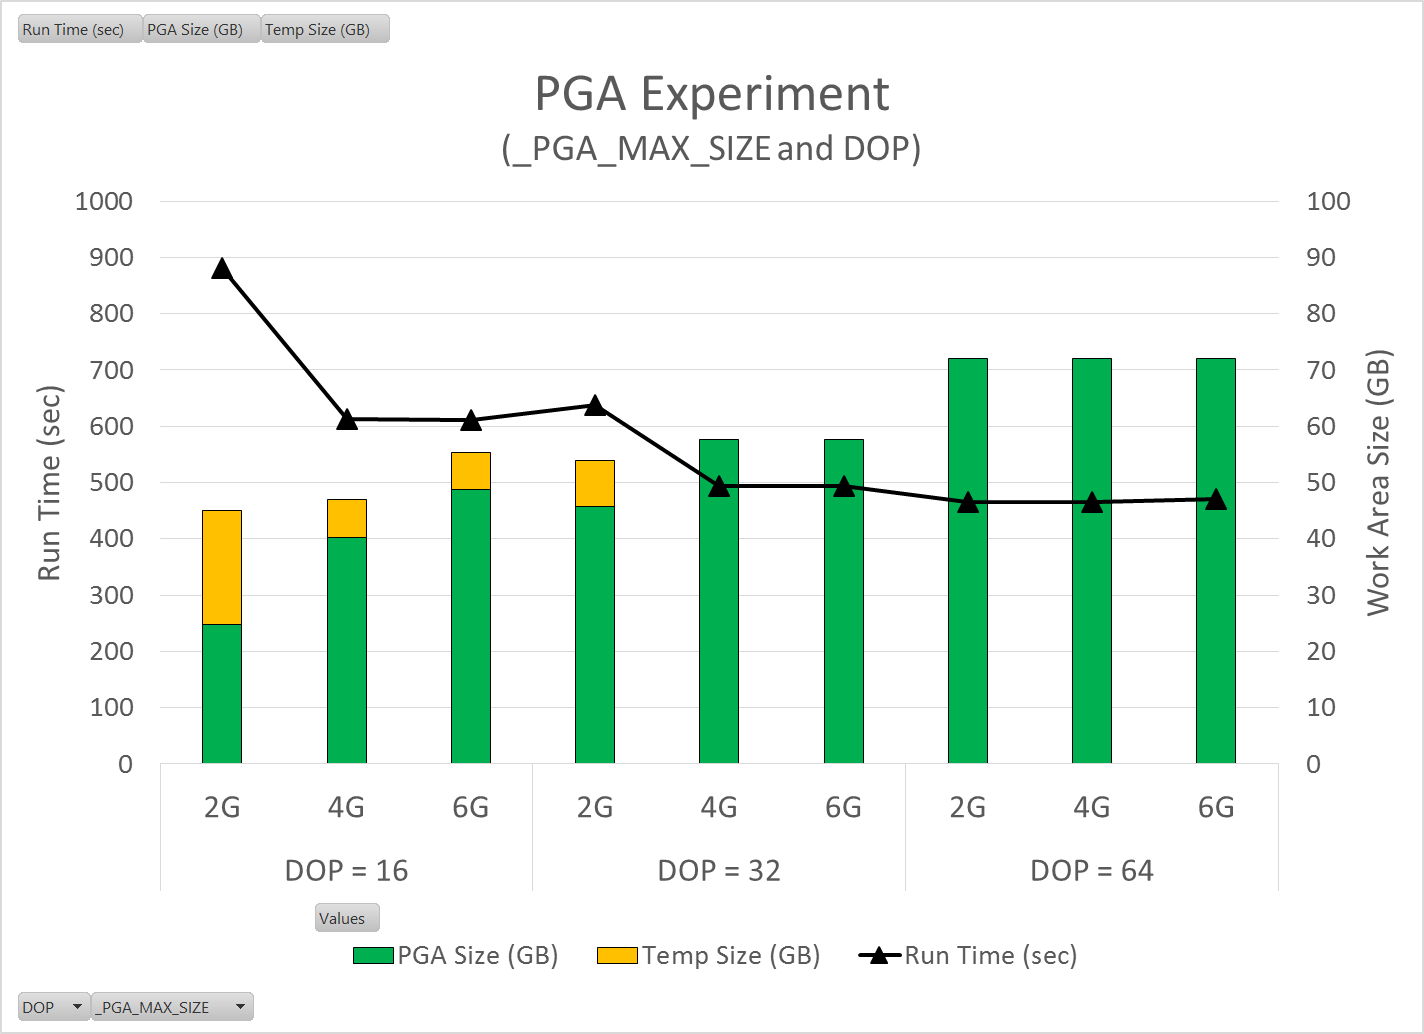 Run Time (sec) PGA Size (GB) Temp Size (GB)
PGA Experiment
(_PGA_MAX_SIZE and DOP)
1000 100
900 90
800 80
700 70
600 60
500 50
400 40
300 30
200 20
100 10
0 0
Run Time (sec)
Work Area Size (GB)
2G 4G 6G 2G 4G 6G 2G 4G 6G
DOP = 16 DOP = 32 DOP = 64
Values
PGA Size (GB) Temp Size (GB) Run Time (sec)
DOP _PGA_MAX_SIZE